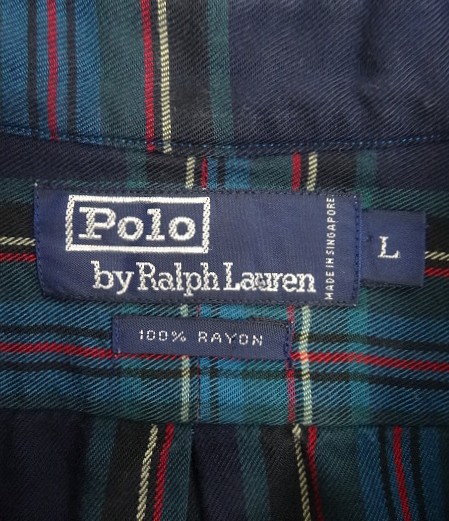 Polo
by Ralph Lauren
MADE IN SINGAPORE
L
100% RAYON